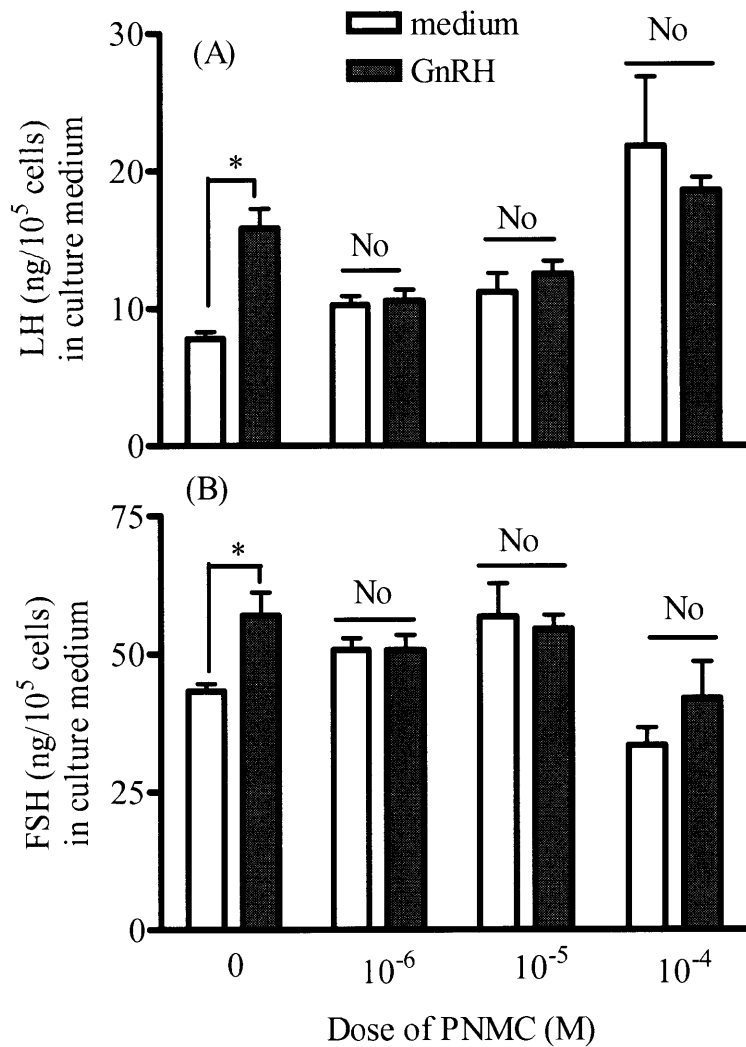 medium
GnRH
(A)
30
20
10
0
LH (ng/10⁵ cells)
in culture medium
*
No
No
No
(B)
75
50
25
0
FSH (ng/10⁵ cells)
in culture medium
*
No
No
No
0
10⁻⁶
10⁻⁵
10⁻⁴
Dose of PNMC (M)